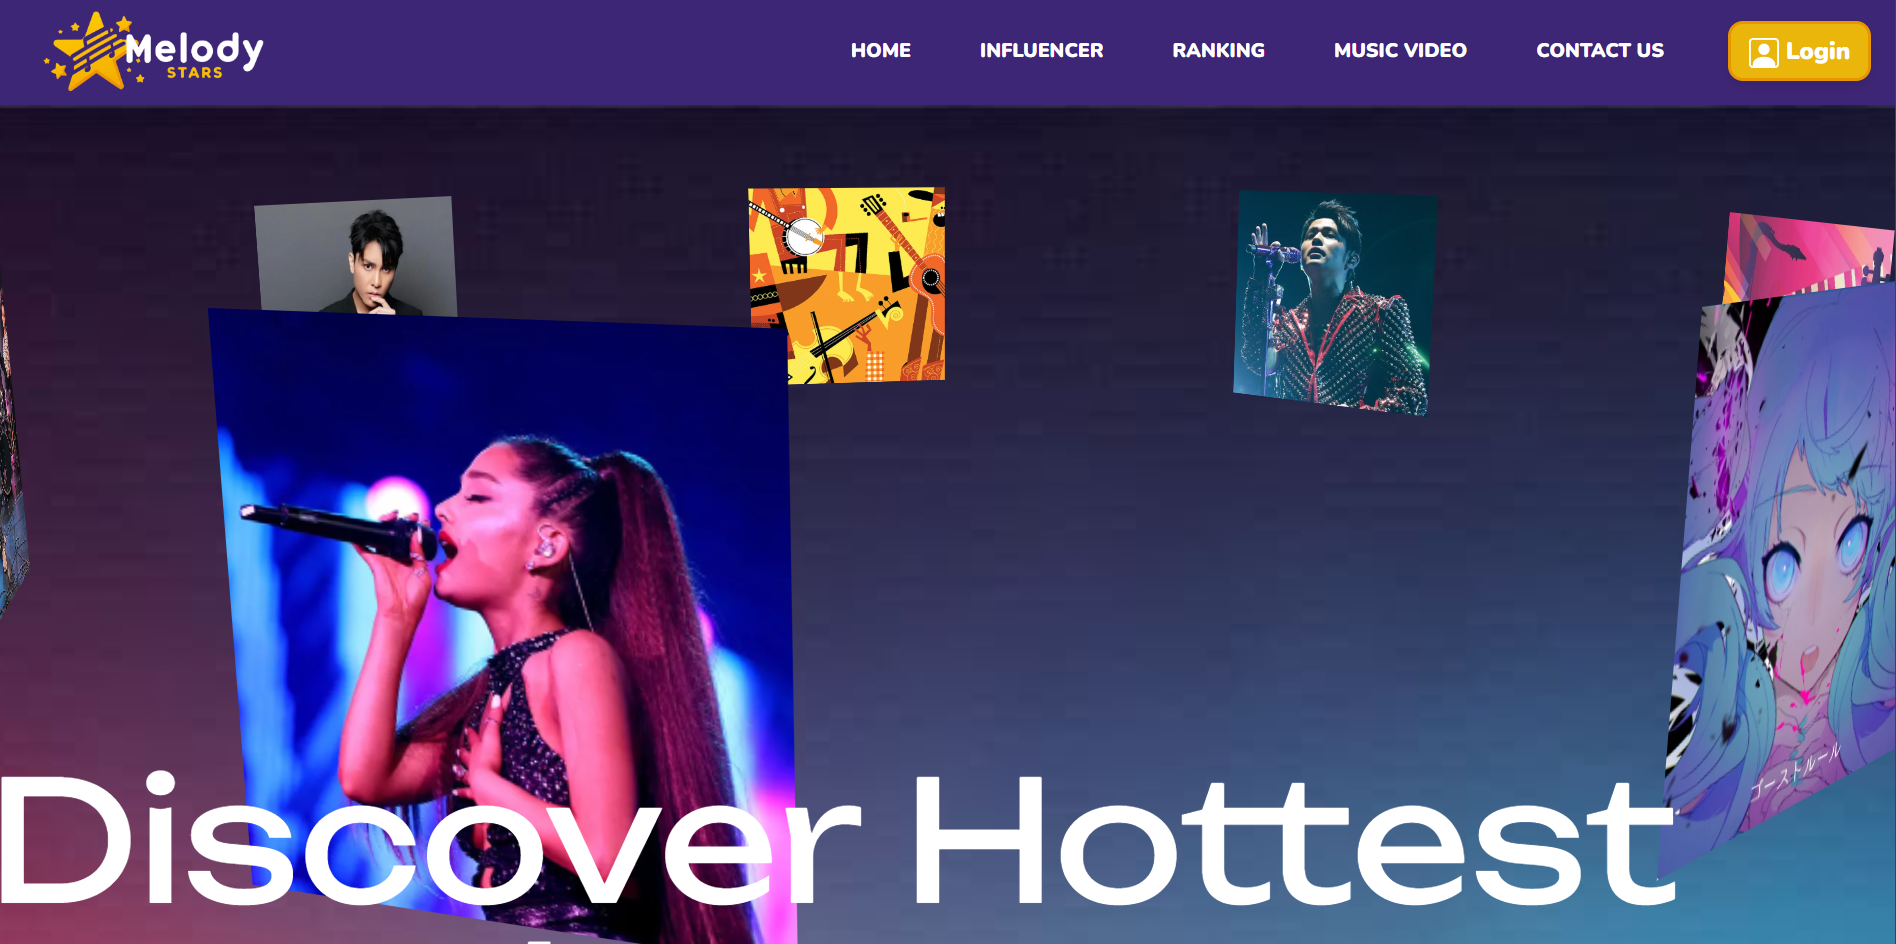 Melody
STARS
HOME
INFLUENCER
RANKING
MUSIC VIDEO
CONTACT US
Login
ゴーストルール
Discover Hottest